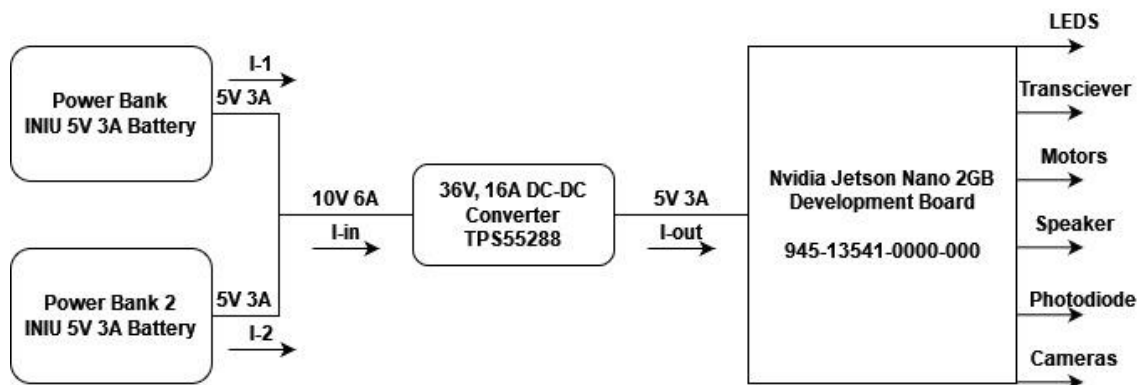 LEDS
I-1
5V 3A
Power Bank
INIU 5V 3A Battery
Transciever
Motors
10V 6A
I-in
36V, 16A DC-DC
Converter
TPS55288
5V 3A
I-out
Nvidia Jetson Nano 2GB
Development Board
945-13541-0000-000
Speaker
Power Bank 2
INIU 5V 3A Battery
5V 3A
I-2
Photodiode
Cameras